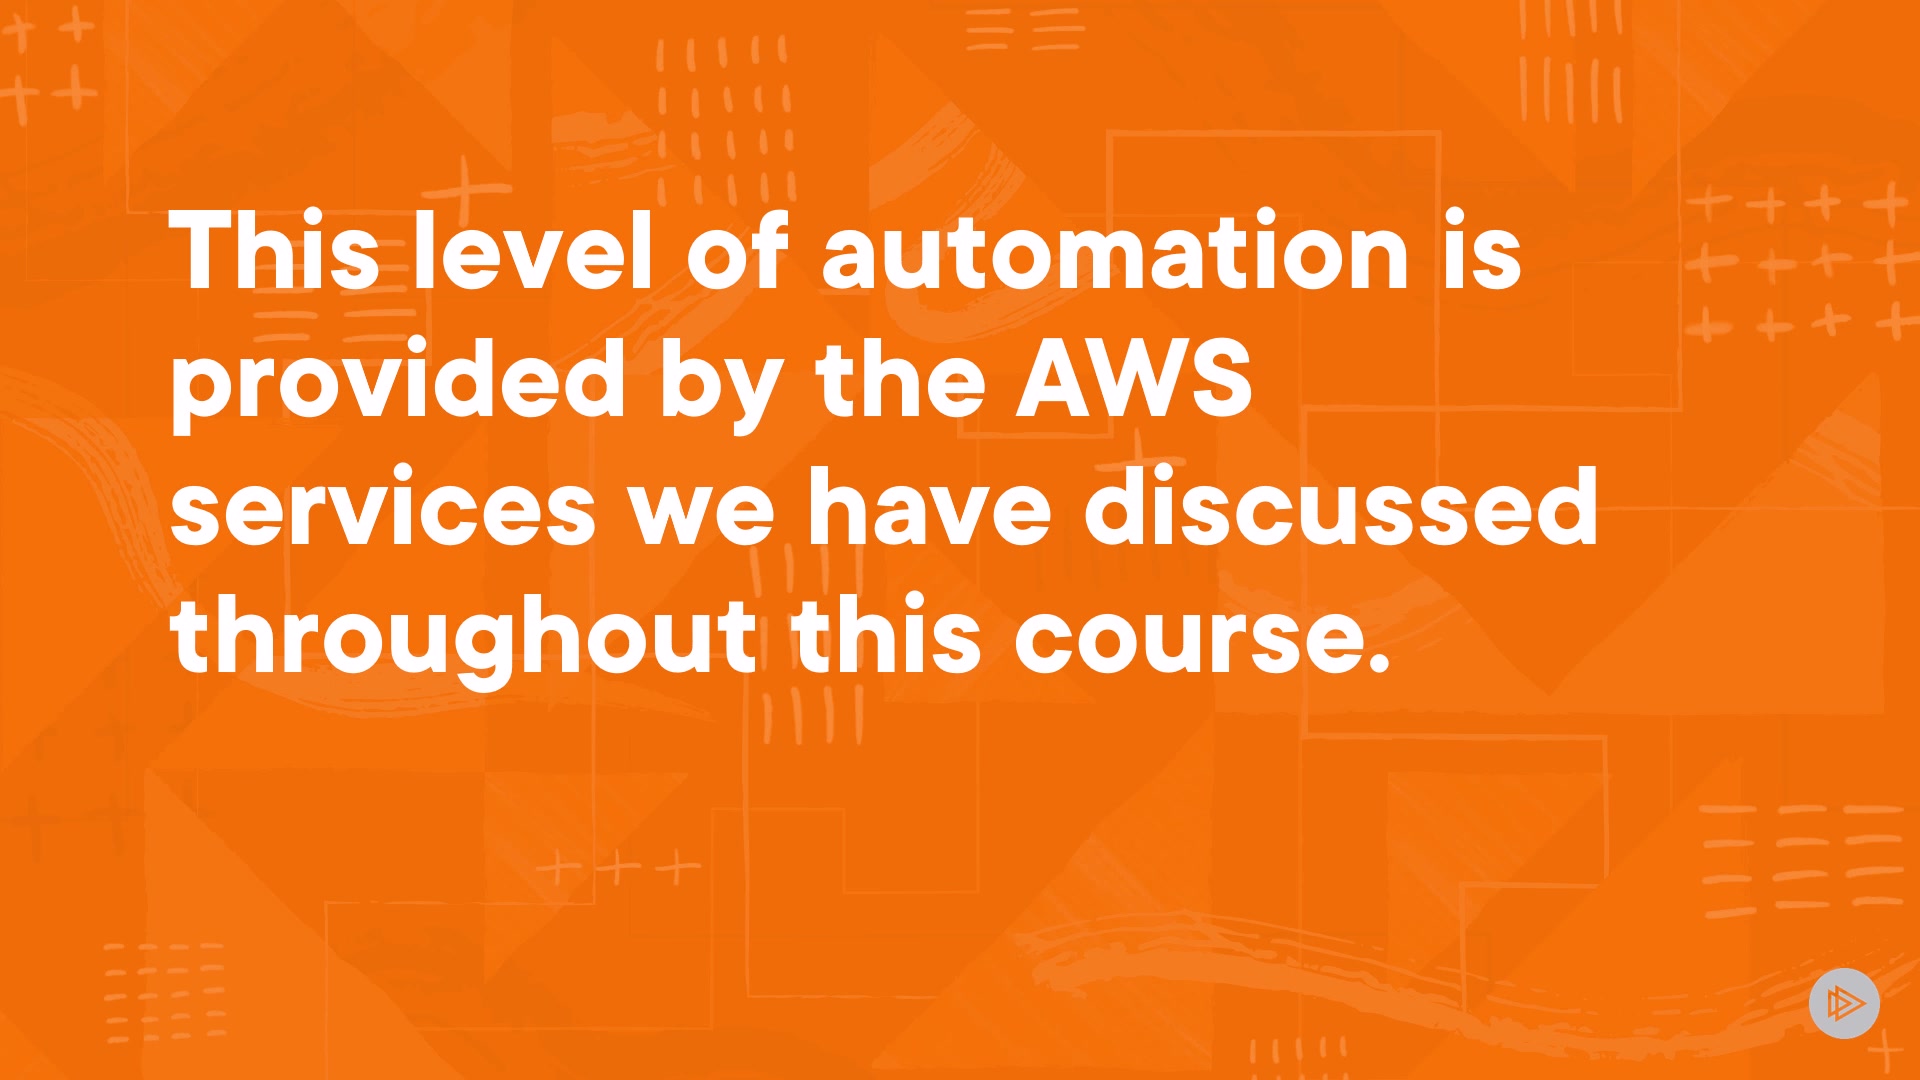 This level of automation is
provided by the AWS
services we have discussed
throughout this course.